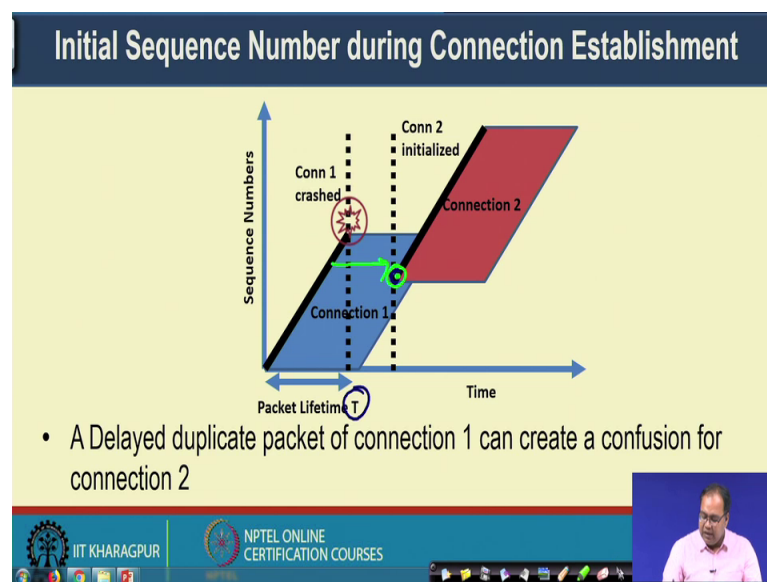 Initial Sequence Number during Connection Establishment
Sequence Numbers
Conn 1
crashed
Conn 2
initialized
Connection 2
Connection 1
Packet Lifetime T
Time
• A Delayed duplicate packet of connection 1 can create a confusion for
connection 2
IIT KHARAGPUR
NPTEL ONLINE
CERTIFICATION COURSES